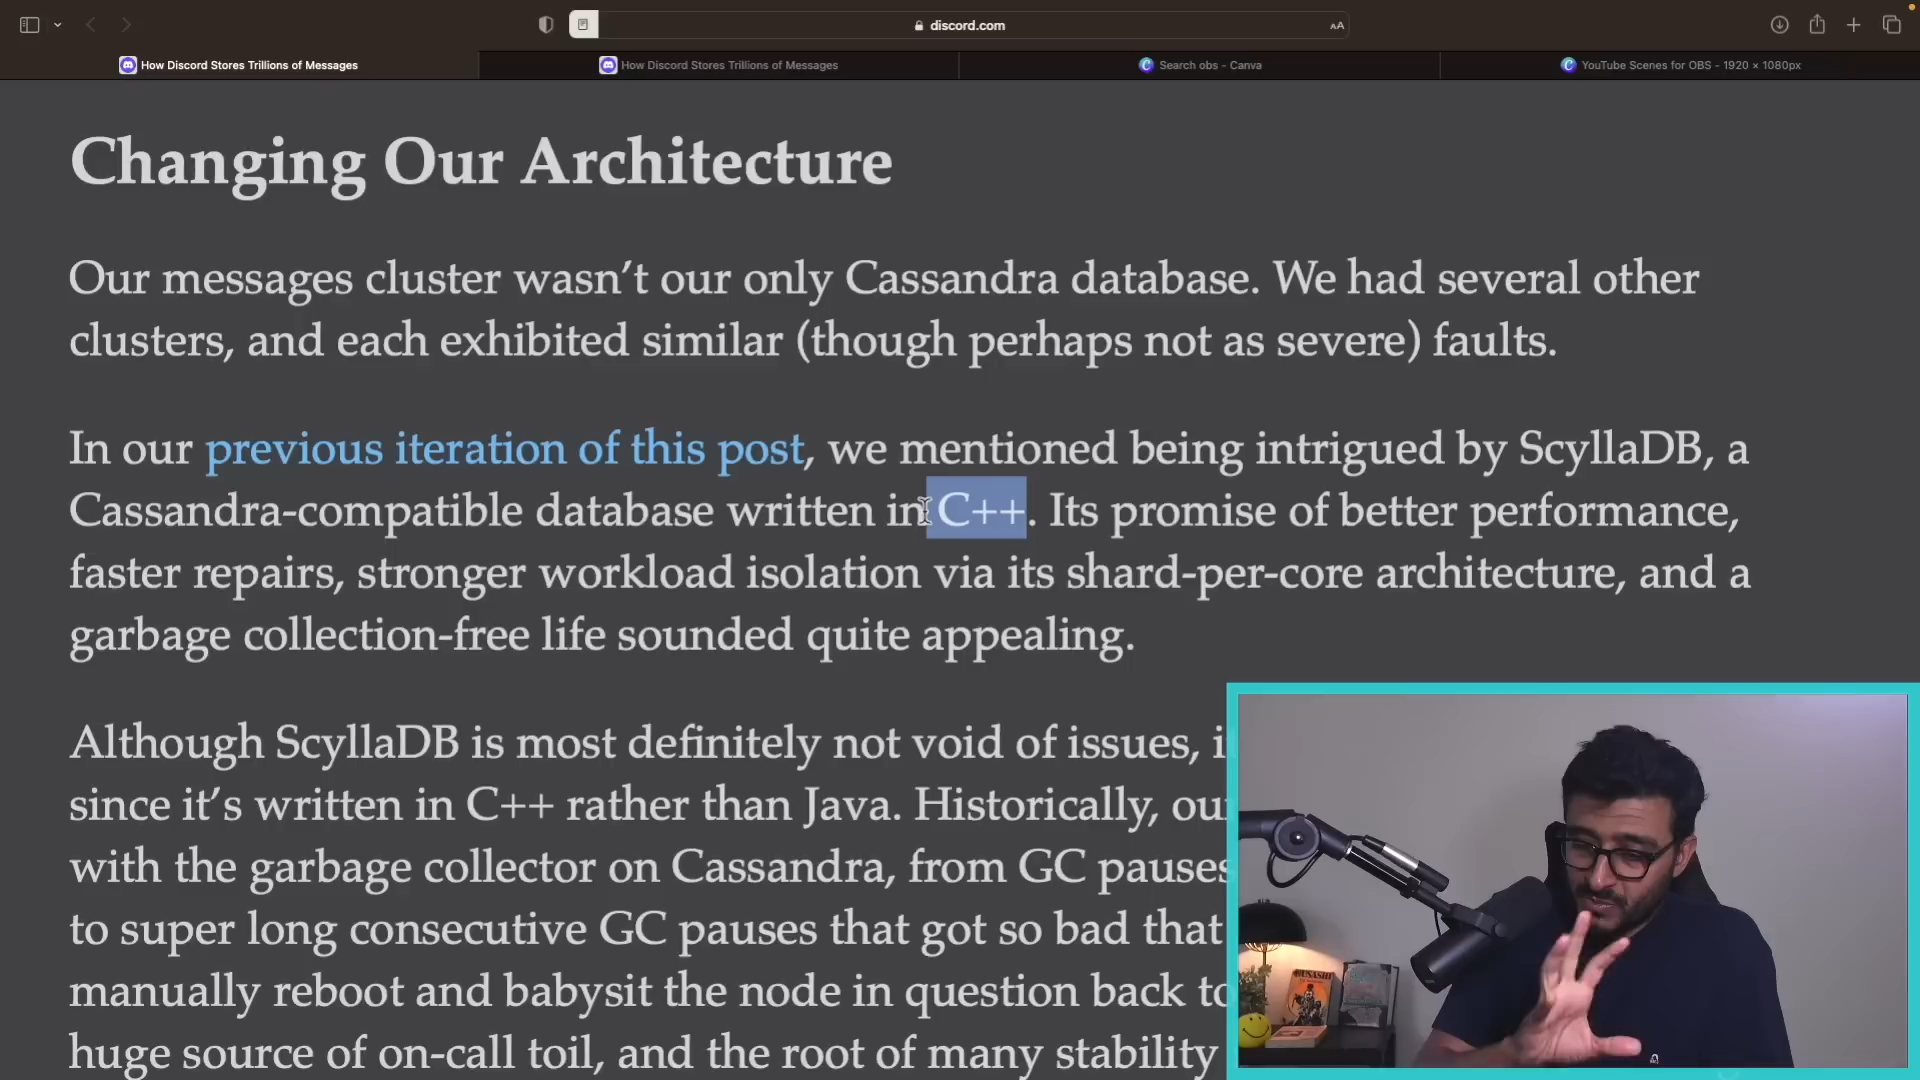 discord.com
AA
How Discord Stores Trillions of Messages
How Discord Stores Trillions of Messages
Search obs - Canva
YouTube Scenes for OBS - 1920 × 1080px
Changing Our Architecture
Our messages cluster wasn’t our only Cassandra database. We had several other
clusters, and each exhibited similar (though perhaps not as severe) faults.
In our previous iteration of this post, we mentioned being intrigued by ScyllaDB, a
Cassandra-compatible database written in C++. Its promise of better performance,
faster repairs, stronger workload isolation via its shard-per-core architecture, and a
garbage collection-free life sounded quite appealing.
Although ScyllaDB is most definitely not void of issues, i
since it’s written in C++ rather than Java. Historically, ou
with the garbage collector on Cassandra, from GC pauses
to super long consecutive GC pauses that got so bad that
manually reboot and babysit the node in question back to
huge source of on-call toil, and the root of many stability
MUSASHI